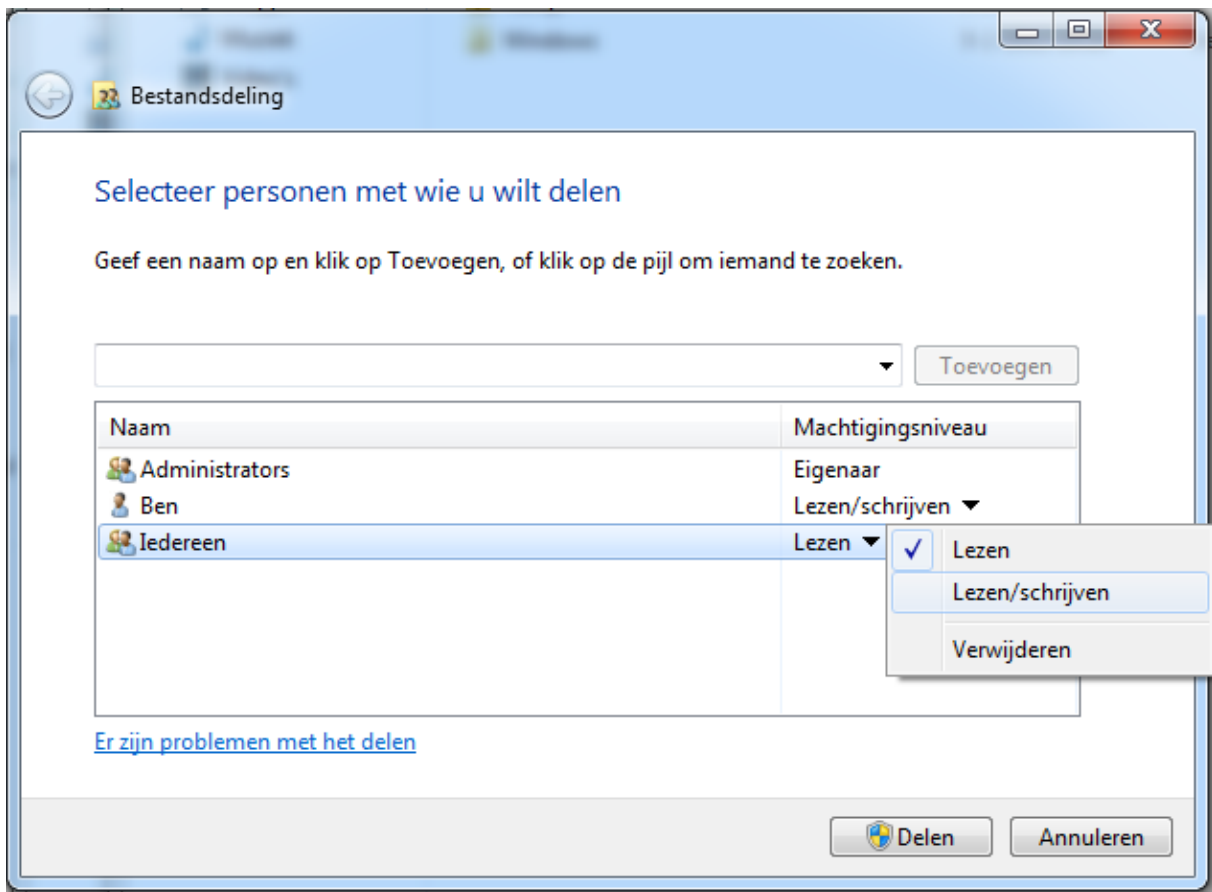 Muziek
Windows
Bestandsdeling
Selecteer personen met wie u wilt delen
Geef een naam op en klik op Toevoegen, of klik op de pijl om iemand te zoeken.
Toevoegen
Naam Machtigingsniveau
Administrators Eigenaar
Ben Lezen/schrijven
Iedereen Lezen
Lezen
Lezen/schrijven
Verwijderen
Er zijn problemen met het delen
Delen Annuleren